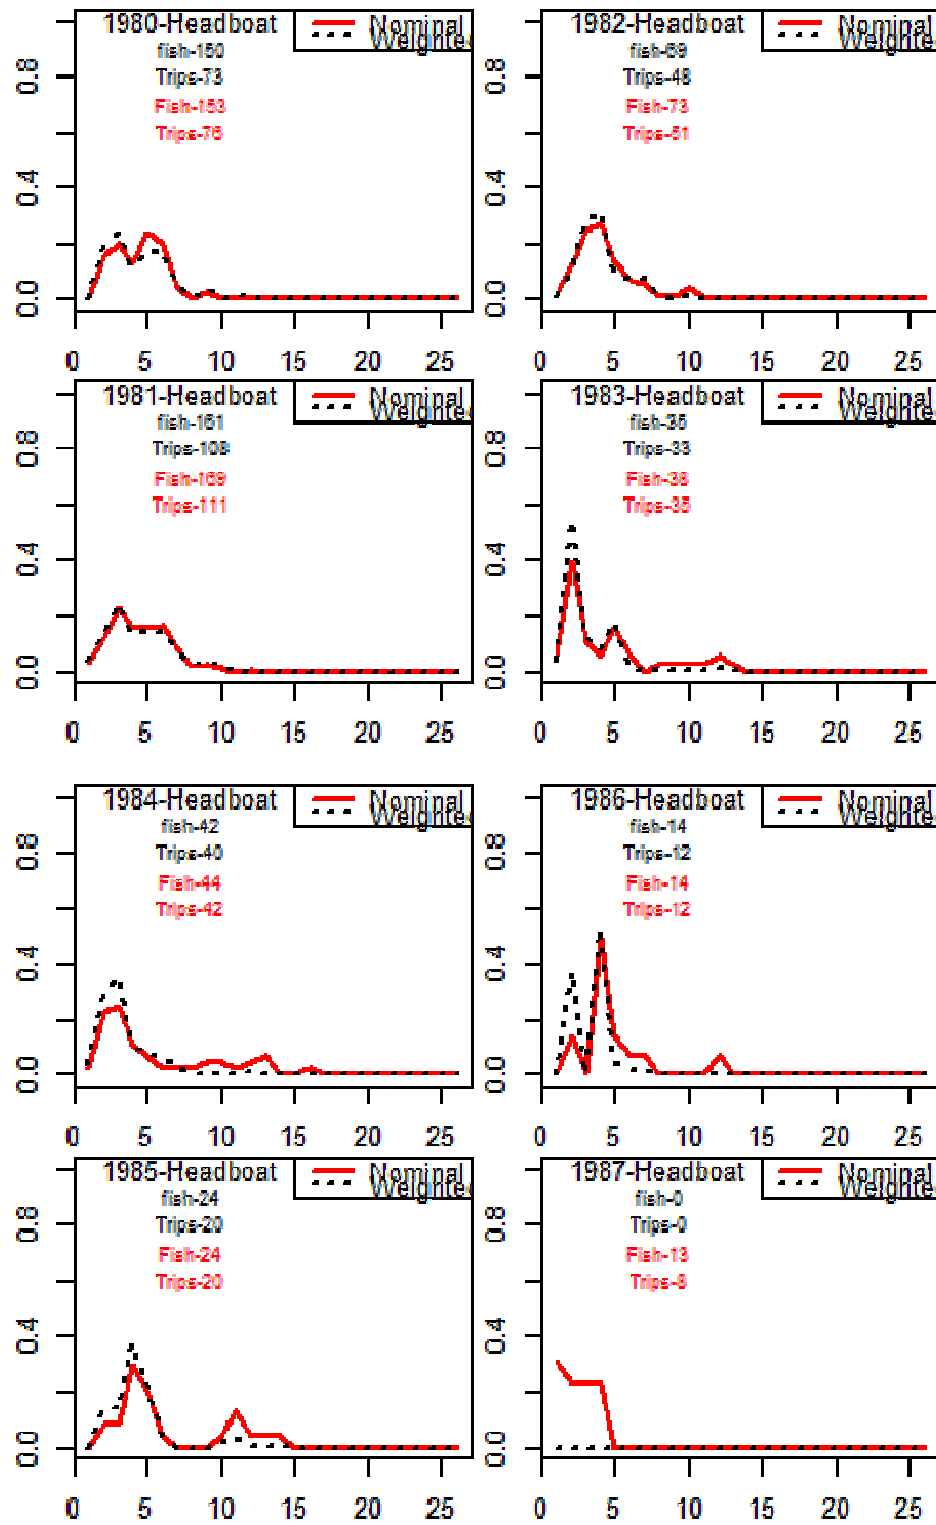 1980-Headboat
Nominal
Weighted
fish-150
Trips-73
Fish-153
Trips-76
0.0 0.4 0.8
0 5 10 15 20 25
1982-Headboat
Nominal
Weighted
fish-69
Trips-48
Fish-73
Trips-51
0.0 0.4 0.8
0 5 10 15 20 25
1981-Headboat
Nominal
Weighted
fish-161
Trips-108
Fish-169
Trips-111
0.0 0.4 0.8
0 5 10 15 20 25
1983-Headboat
Nominal
Weighted
fish-35
Trips-33
Fish-38
Trips-35
0.0 0.4 0.8
0 5 10 15 20 25
1984-Headboat
Nominal
Weighted
fish-42
Trips-40
Fish-44
Trips-42
0.0 0.4 0.8
0 5 10 15 20 25
1986-Headboat
Nominal
Weighted
fish-14
Trips-12
Fish-14
Trips-12
0.0 0.4 0.8
0 5 10 15 20 25
1985-Headboat
Nominal
Weighted
fish-24
Trips-20
Fish-24
Trips-20
0.0 0.4 0.8
0 5 10 15 20 25
1987-Headboat
Nominal
Weighted
fish-0
Trips-0
Fish-13
Trips-8
0.0 0.4 0.8
0 5 10 15 20 25